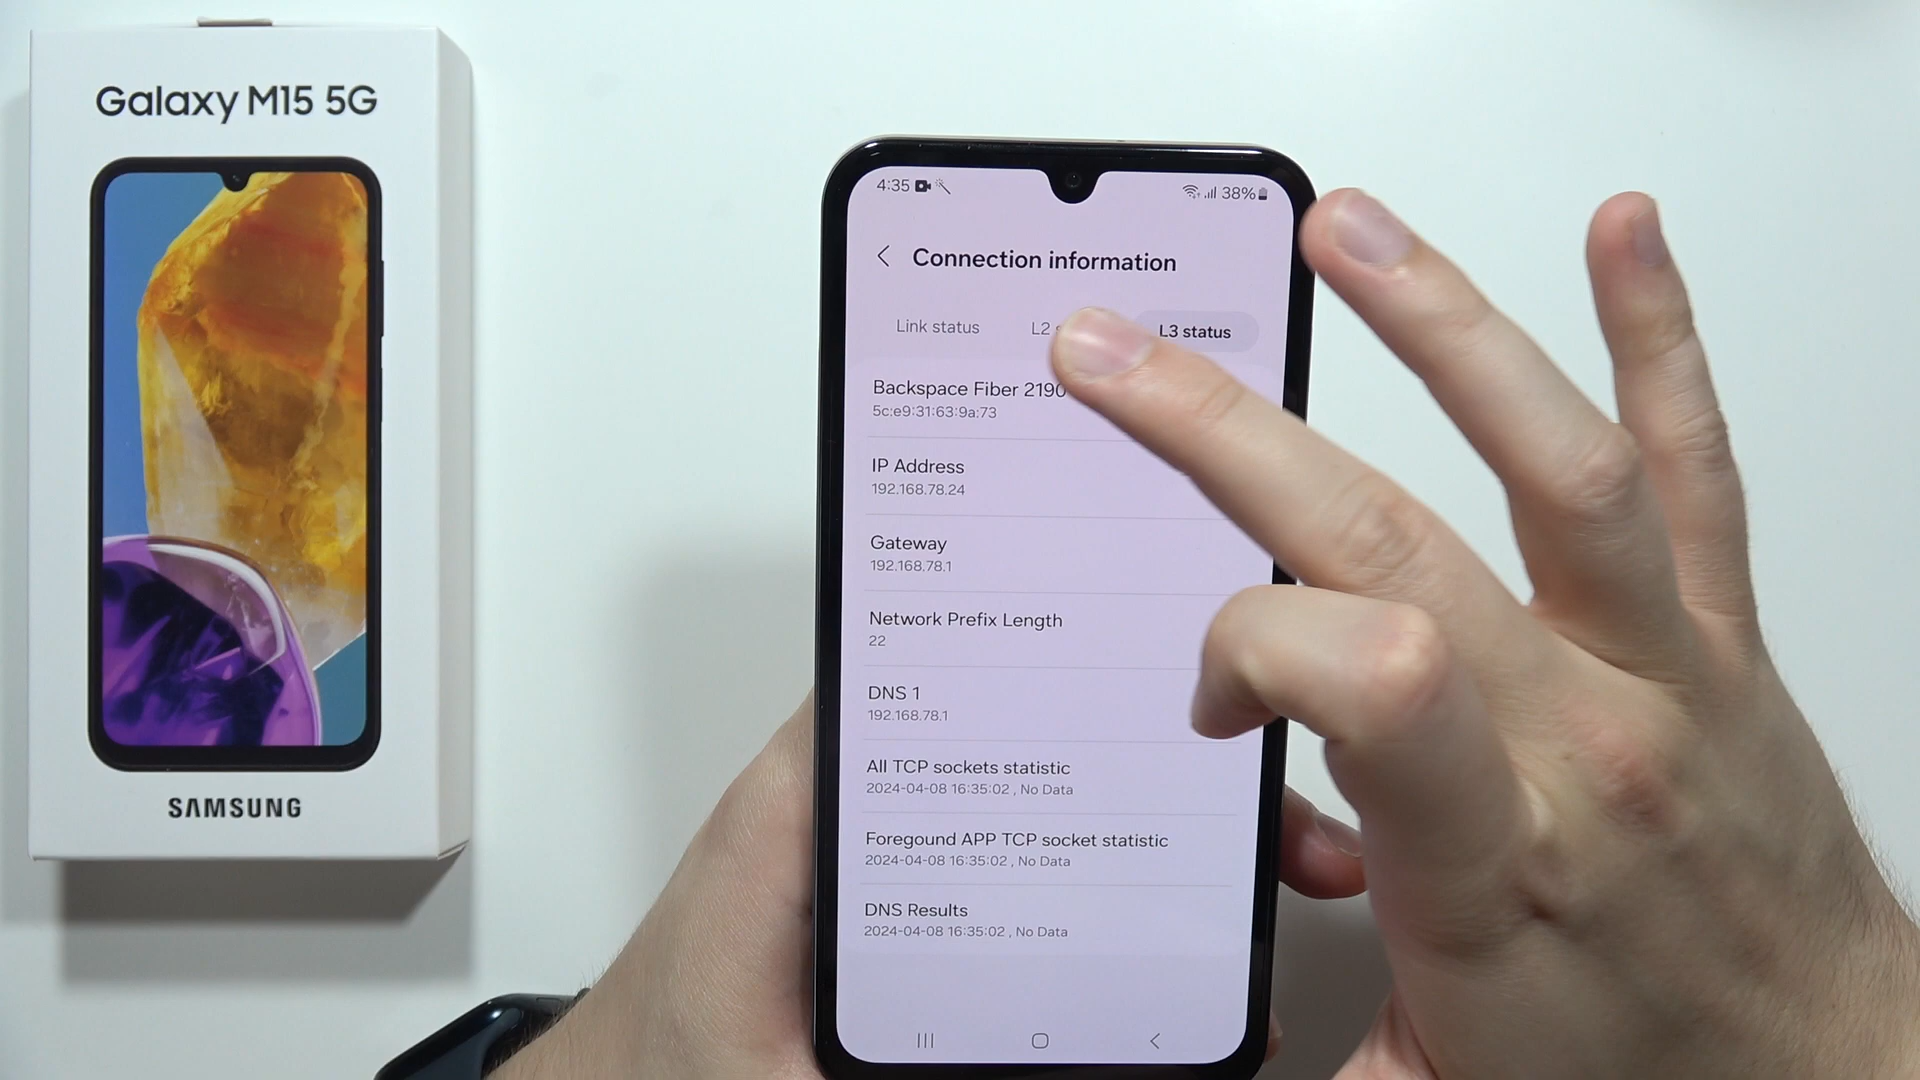 Galaxy M15 5G
SAMSUNG
4:35
38%
Connection information
Link status
L2
L3 status
Backspace Fiber 2190
5c:e9:31:63:9a:73
IP Address
192.168.78.24
Gateway
192.168.78.1
Network Prefix Length
22
DNS 1
192.168.78.1
All TCP sockets statistic
2024-04-08 16:35:02 , No Data
Foregound APP TCP socket statistic
2024-04-08 16:35:02 , No Data
DNS Results
2024-04-08 16:35:02 , No Data